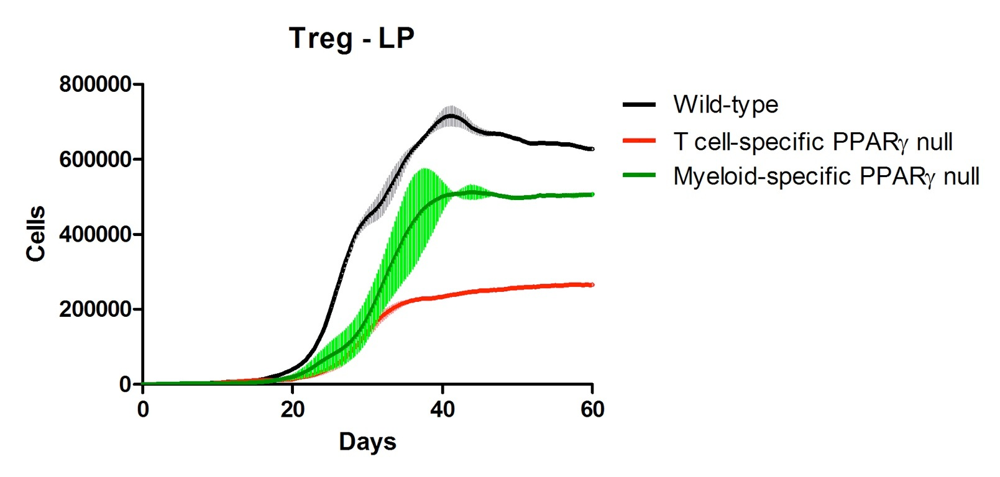 Treg - LP
800000
600000
400000
200000
0
Cells
0 20 40 60
Days
Wild-type
T cell-specific PPARγ null
Myeloid-specific PPARγ null